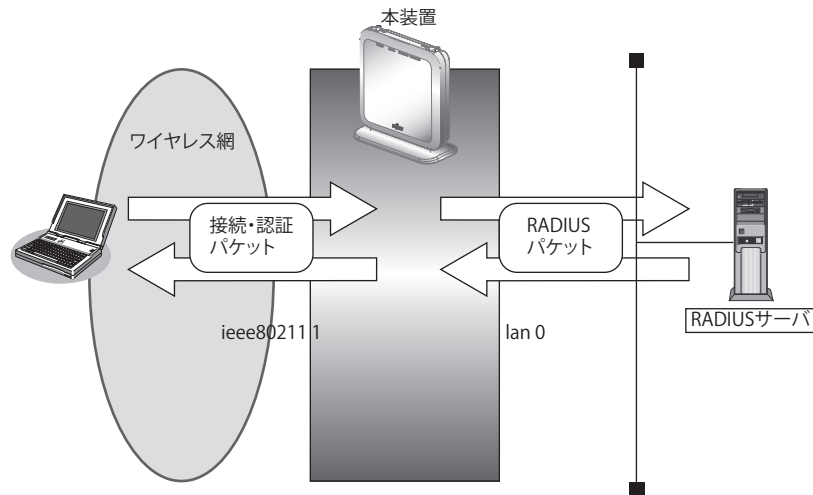 本装置
ワイヤレス網
接続・認証
パケット
RADIUS
パケット
ieee80211 1
lan 0
RADIUSサーバ